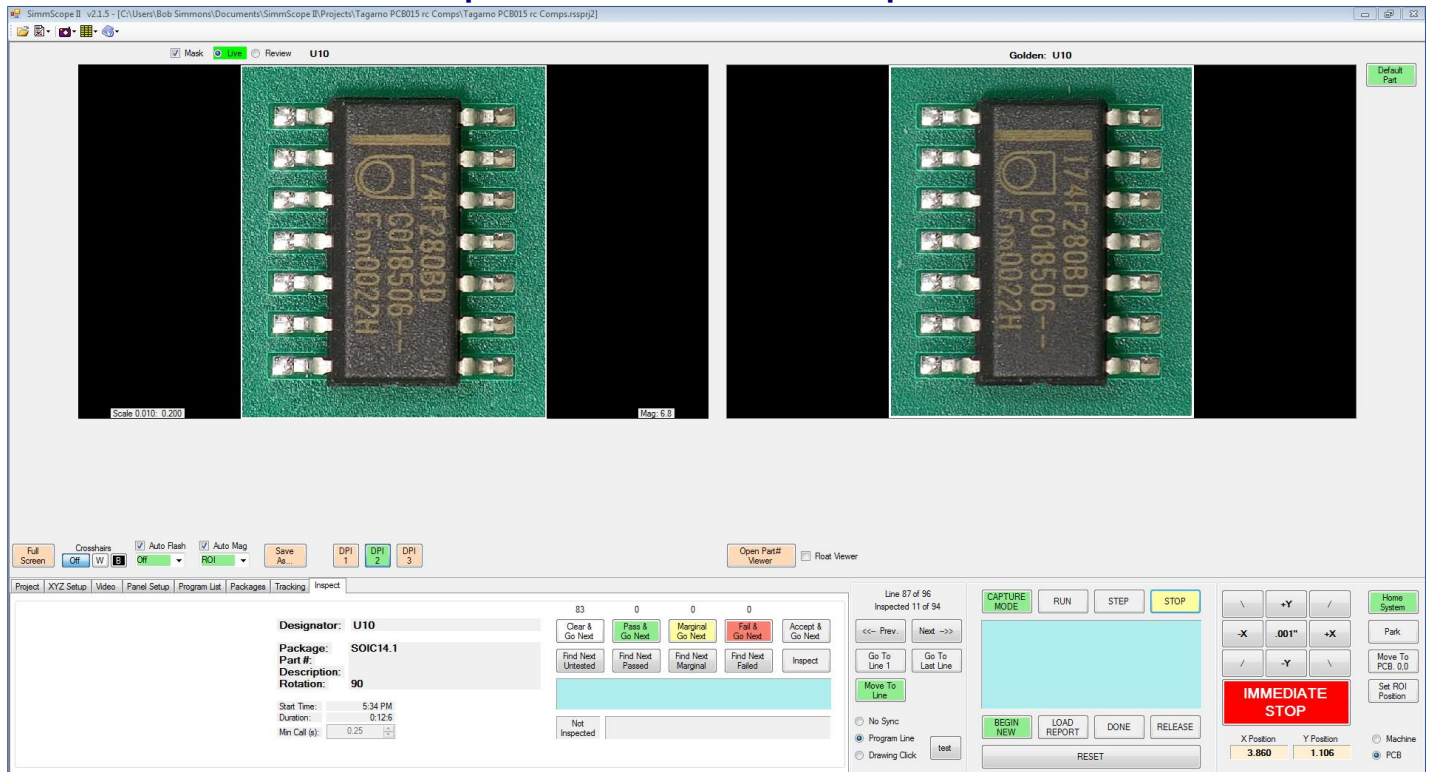 SimmScope II v2.1.5 - [C:\Users\Bob Simmons\Documents\SimmScope II\Projects\Tagarno PCB015 rc Comps\Tagarno PCB015 rc Comps.rssprj2]
Mask Live Review U10
Golden: U10
Default Part
I74F280BD
C018506--
Fnn0022H
I74F280BD
C018506--
Fnn0022H
Scale 0.010: 0.200
Mag: 6.8
Full Screen
Crosshairs
Off W B
Auto Flash
Off
Auto Mag
ROI
Save As...
DPI 1
DPI 2
DPI 3
Open Part# Viewer
Float Viewer
Project XYZ Setup Video Panel Setup Program List Packages Tracking Inspect
Designator: U10
Package: SOIC14.1
Part #:
Description:
Rotation: 90
Start Time: 5:34 PM
Duration: 0:12:6
Min Call (s): 0.25
83 0 0 0
Clear & Go Next
Pass & Go Next
Marginal Go Next
Fail & Go Next
Accept & Go Next
Find Next Untested
Find Next Passed
Find Next Marginal
Find Next Failed
Inspect
Not Inspected
Line 87 of 96
Inspected 11 of 94
<<-- Prev.
Next -->>
Go To Line 1
Go To Last Line
Move To Line
No Sync
Program Line
Drawing Click
test
CAPTURE MODE
RUN
STEP
STOP
BEGIN NEW
LOAD REPORT
DONE
RELEASE
RESET
\ +Y /
-X .001" +X
/ -Y \
IMMEDIATE STOP
X Position Y Position
3.860 1.106
Home System
Park
Move To PCB. 0,0
Set ROI Position
Machine
PCB